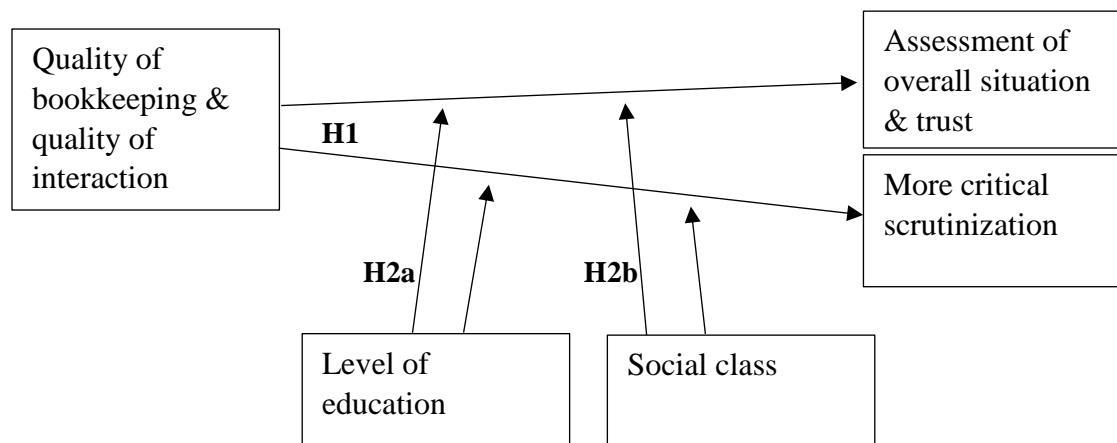 Quality of
bookkeeping &
quality of
interaction
H1
Assessment of
overall situation
& trust
More critical
scrutinization
H2a
H2b
Level of
education
Social class